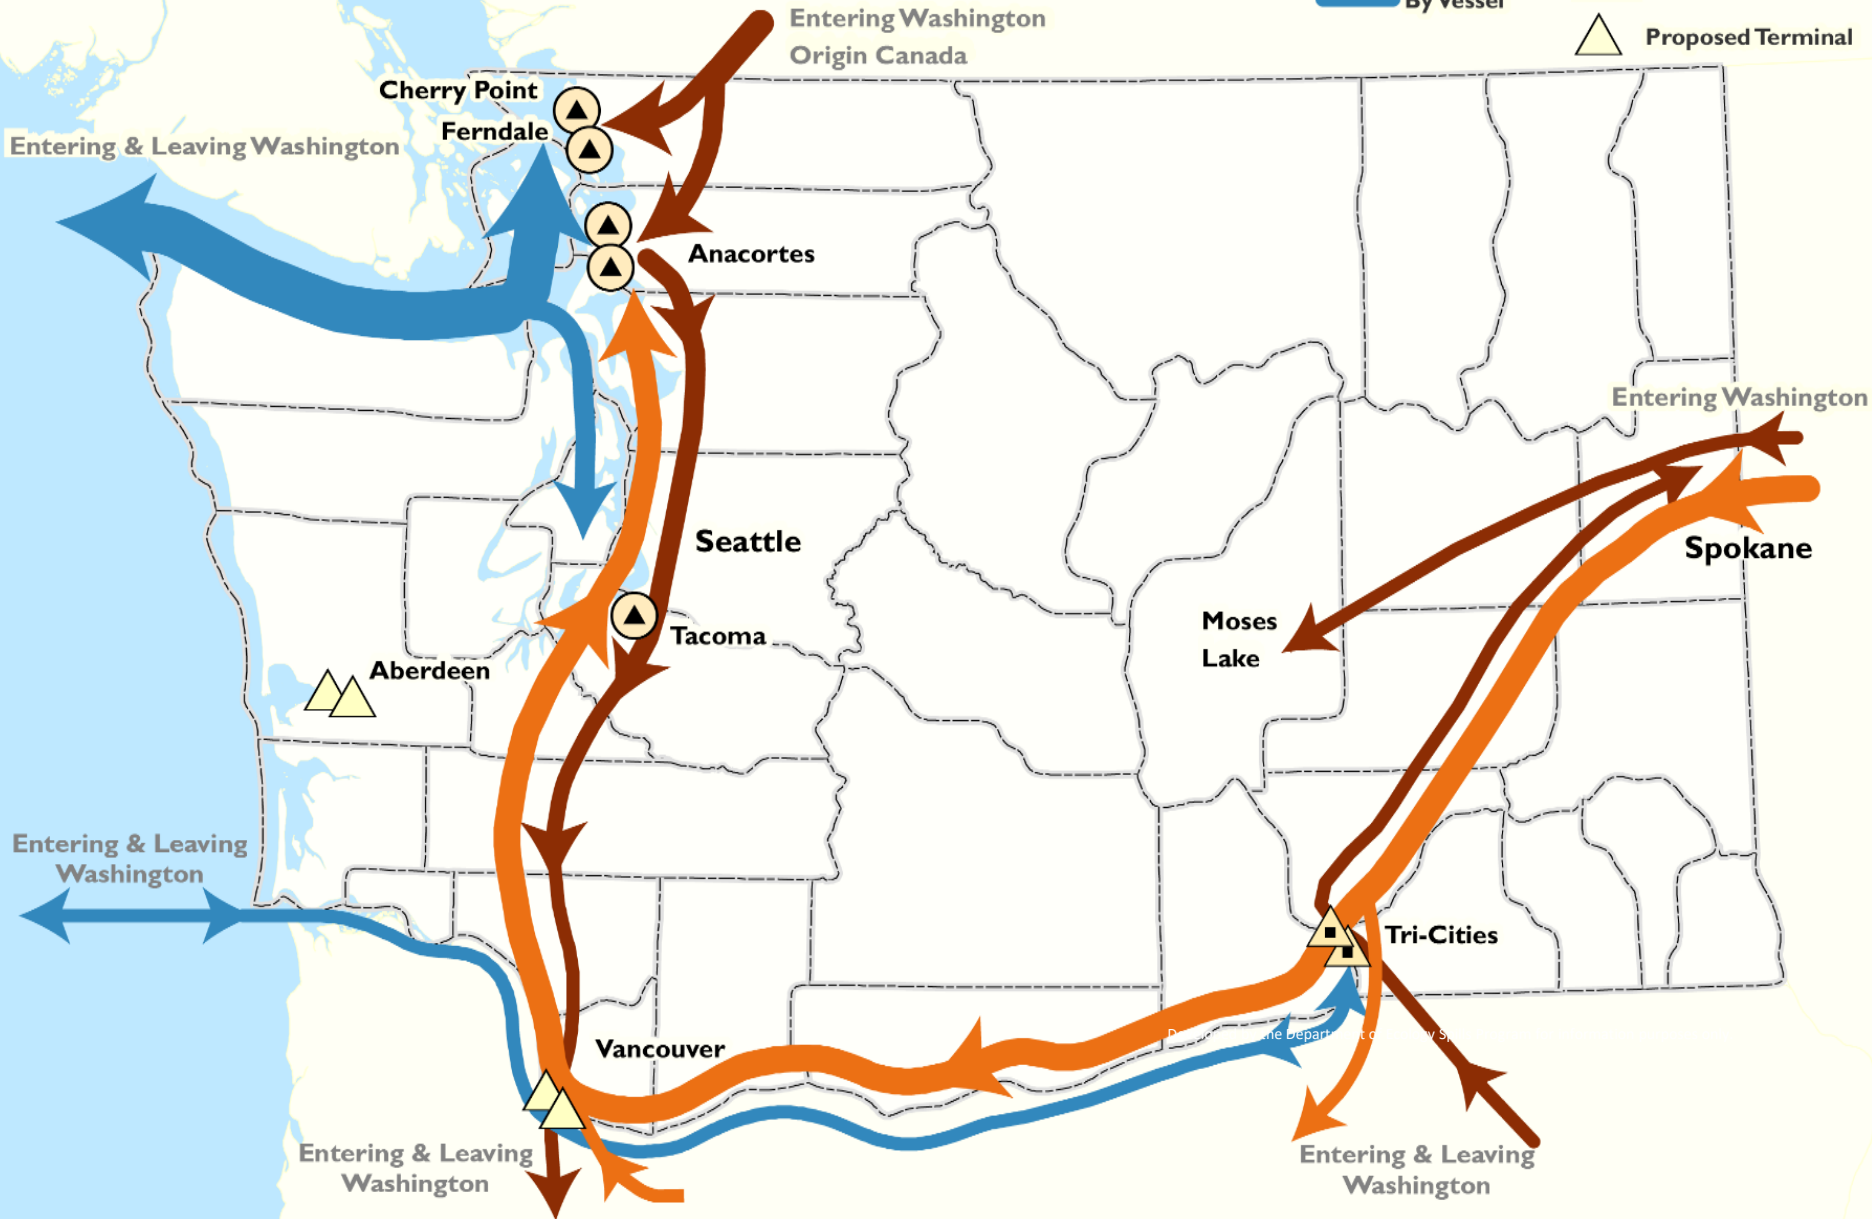 By Vessel
Proposed Terminal
Entering Washington
Origin Canada
Cherry Point
Ferndale
Entering & Leaving Washington
Anacortes
Entering Washington
Seattle
Spokane
Moses
Lake
Tacoma
Aberdeen
Entering & Leaving
Washington
Tri-Cities
Vancouver
Entering & Leaving
Washington
Entering & Leaving
Washington